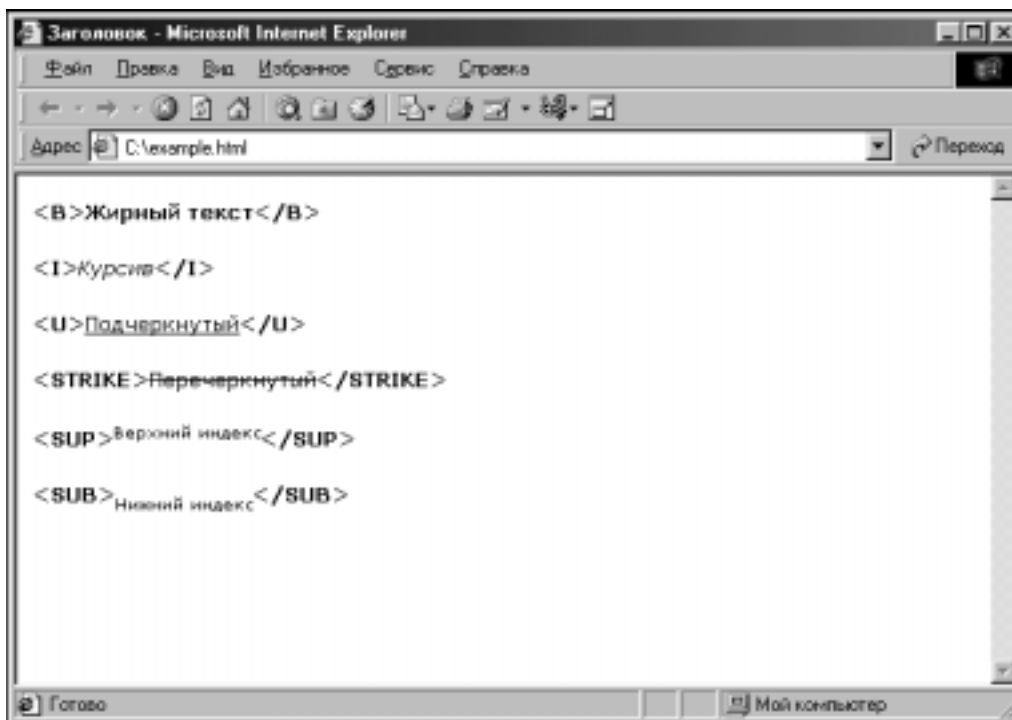 Заголовок - Microsoft Internet Explorer
Файл Правка Вид Избранное Сервис Справка
Адрес C:\example.html Переход
<B>Жирный текст</B>
<I>Курсив</I>
<U>Подчеркнутый</U>
<STRIKE>Перечеркнутый</STRIKE>
<SUP>Верхний индекс</SUP>
<SUB>Нижний индекс</SUB>
Готово Мой компьютер